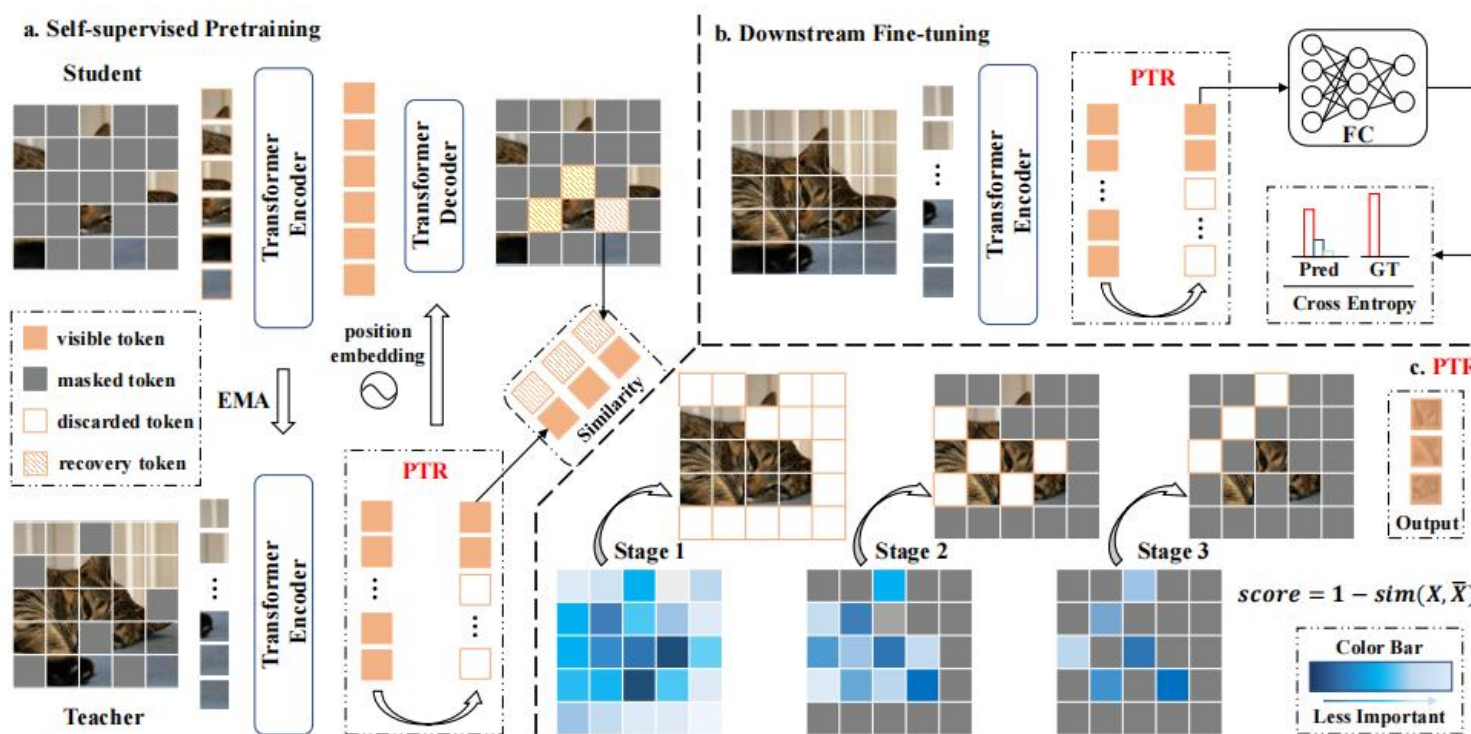 a. Self-supervised Pretraining
Student
Transformer
Encoder
Transformer
Decoder
visible token
masked token
discarded token
recovery token
EMA
position
embedding
Similarity
PTR
Transformer
Encoder
Teacher
b. Downstream Fine-tuning
Transformer
Encoder
PTR
FC
Pred GT
Cross Entropy
c. PTR
Stage 1
Stage 2
Stage 3
Output
score = 1 − sim(X, X̅)
Color Bar
Less Important